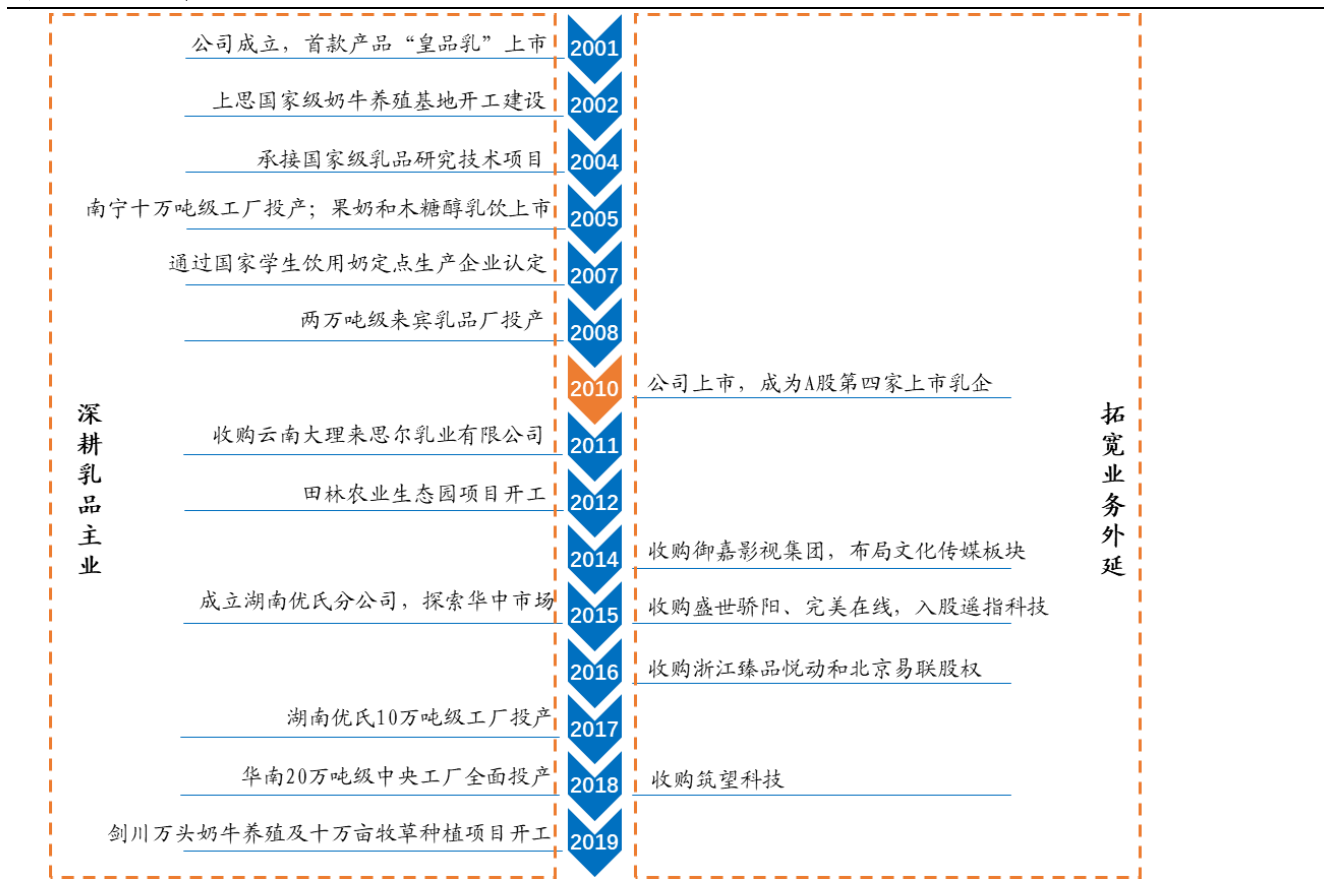 公司成立，首款产品“皇品乳”上市
2001
上思国家级奶牛养殖基地开工建设
2002
承接国家级乳品研究技术项目
2004
南宁十万吨级工厂投产；果奶和木糖醇乳饮上市
2005
通过国家学生饮用奶定点生产企业认定
2007
两万吨级来宾乳品厂投产
2008
2010
公司上市，成为A股第四家上市乳企
深耕乳品主业
拓宽业务外延
收购云南大理来思尔乳业有限公司
2011
田林农业生态园项目开工
2012
2014
收购御嘉影视集团，布局文化传媒板块
成立湖南优氏分公司，探索华中市场
2015
收购盛世骄阳、完美在线，入股遥指科技
2016
收购浙江臻品悦动和北京易联股权
湖南优氏10万吨级工厂投产
2017
华南20万吨级中央工厂全面投产
2018
收购筑望科技
剑川万头奶牛养殖及十万亩牧草种植项目开工
2019